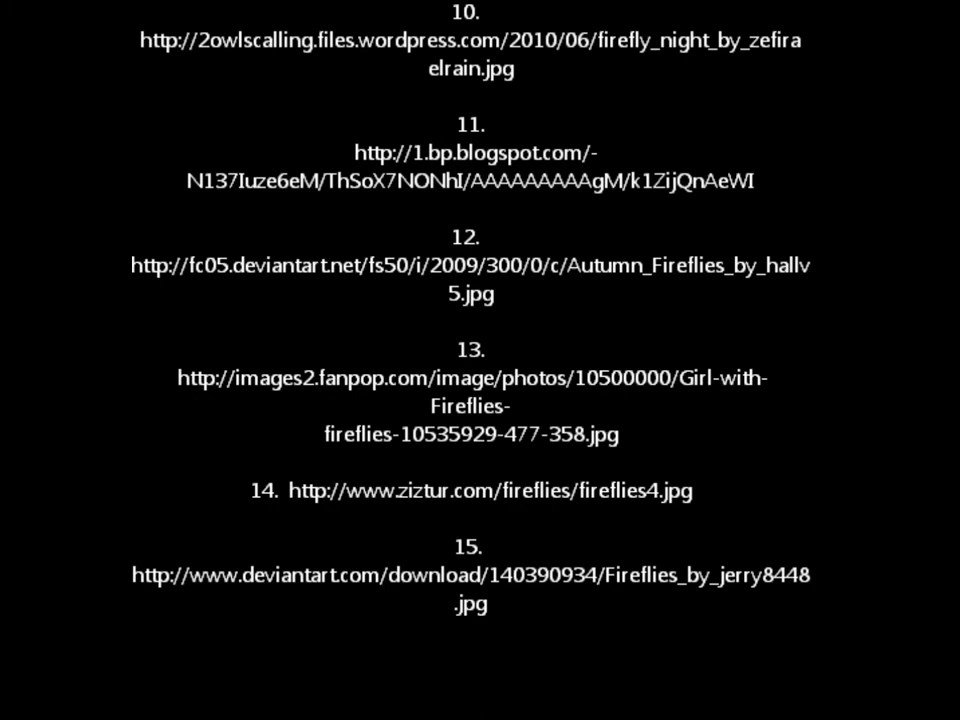 10.
http://2owlscalling.files.wordpress.com/2010/06/firefly_night_by_zefira
elrain.jpg
11.
http://1.bp.blogspot.com/-
N137Iuze6eM/ThSoX7NONhI/AAAAAAAAAgM/k1ZijQnAeWI
12.
http://fc05.deviantart.net/fs50/i/2009/300/0/c/Autumn_Fireflies_by_hallv
5.jpg
13.
http://images2.fanpop.com/image/photos/10500000/Girl-with-
Fireflies-
fireflies-10535929-477-358.jpg
14. http://www.ziztur.com/fireflies/fireflies4.jpg
15.
http://www.deviantart.com/download/140390934/Fireflies_by_jerry8448
.jpg